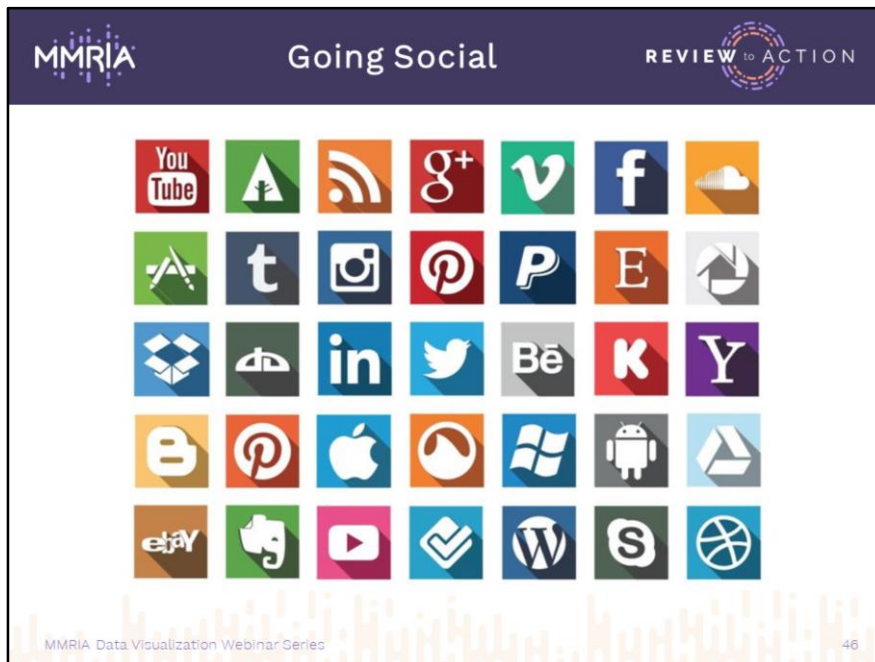 MMRIA
Going Social
REVIEW to ACTION
You
Tube
g+
f
t
P
E
in
Bē
K
Y
B
ebay
W
S
MMRIA Data Visualization Webinar Series
46